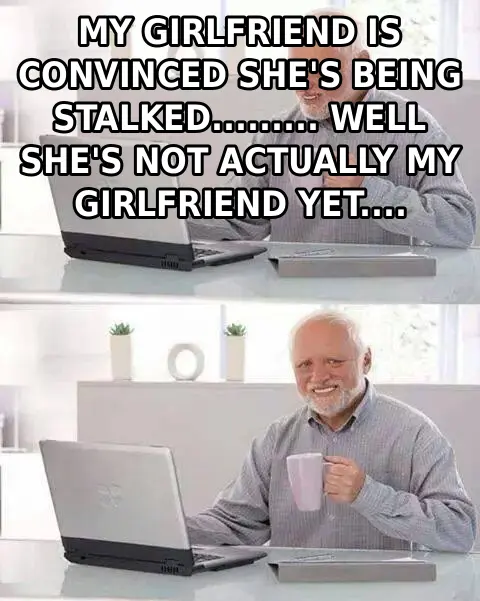 MY GIRLFRIEND IS
CONVINCED SHE'S BEING
STALKED......... WELL
SHE'S NOT ACTUALLY MY
GIRLFRIEND YET....